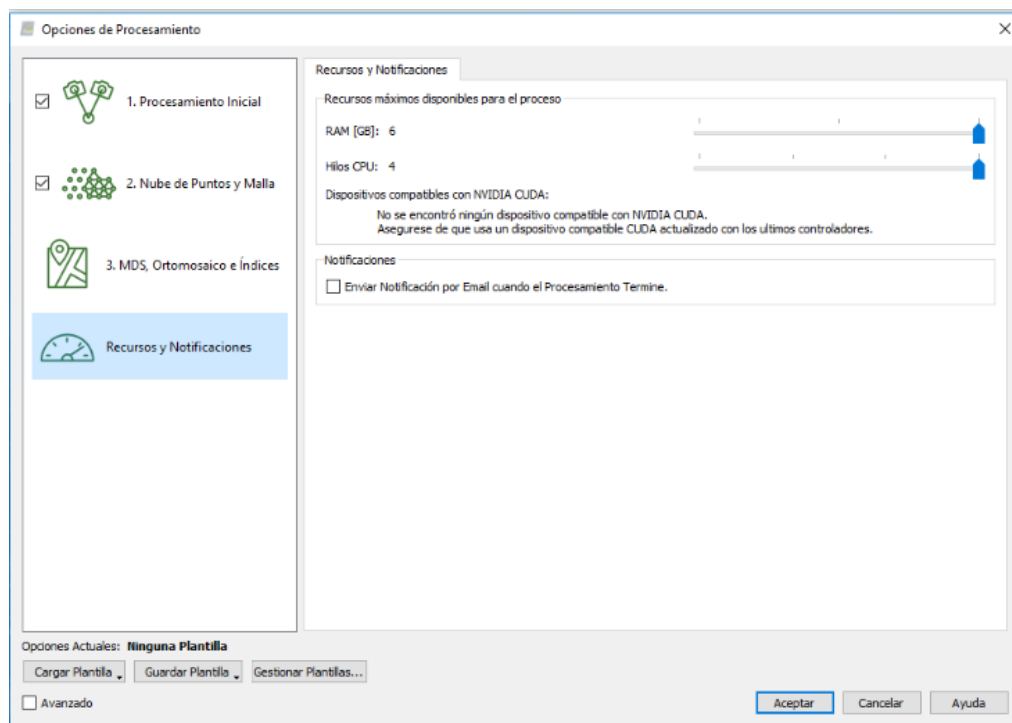 Opciones de Procesamiento
1. Procesamiento Inicial
2. Nube de Puntos y Malla
3. MDS, Ortomosaico e Índices
Recursos y Notificaciones
Recursos y Notificaciones
Recursos máximos disponibles para el proceso
RAM [GB]: 6
Hilos CPU: 4
Dispositivos compatibles con NVIDIA CUDA:
No se encontró ningún dispositivo compatible con NVIDIA CUDA.
Asegurese de que usa un dispositivo compatible CUDA actualizado con los ultimos controladores.
Notificaciones
Enviar Notificación por Email cuando el Procesamiento Termine.
Opciones Actuales: Ninguna Plantilla
Cargar Plantilla Guardar Plantilla Gestionar Plantillas...
Avanzado
Aceptar Cancelar Ayuda